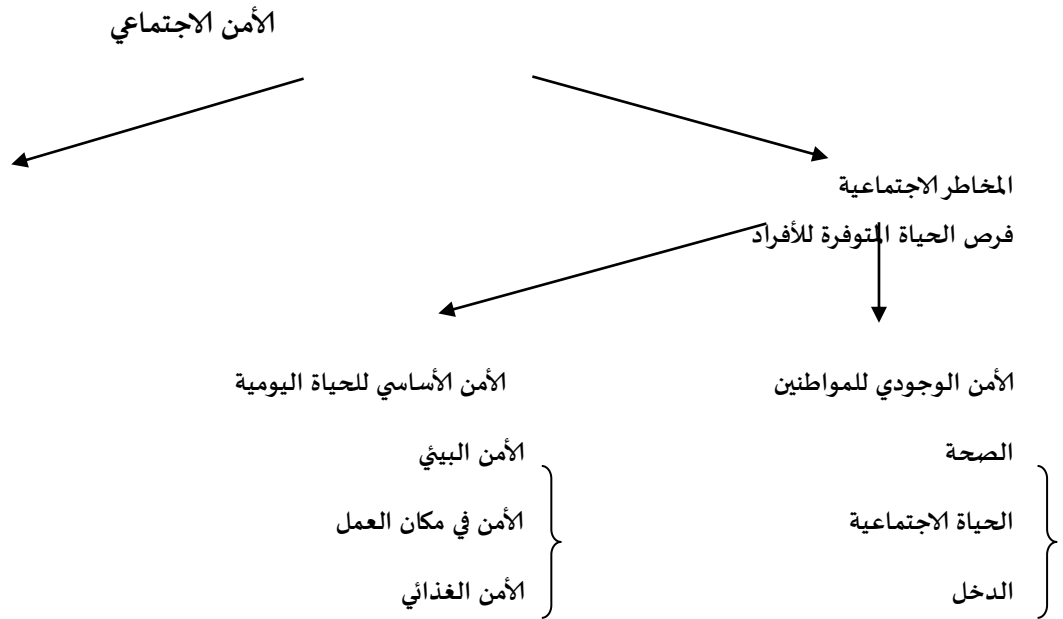 الأمن الاجتماعي
المخاطر الاجتماعية
فرص الحياة المتوفرة للأفراد
الأمن الوجودي للمواطنين
الأمن الأساسي للحياة اليومية
الصحة
الأمن البيئي
الحياة الاجتماعية
الأمن في مكان العمل
الدخل
الأمن الغذائي